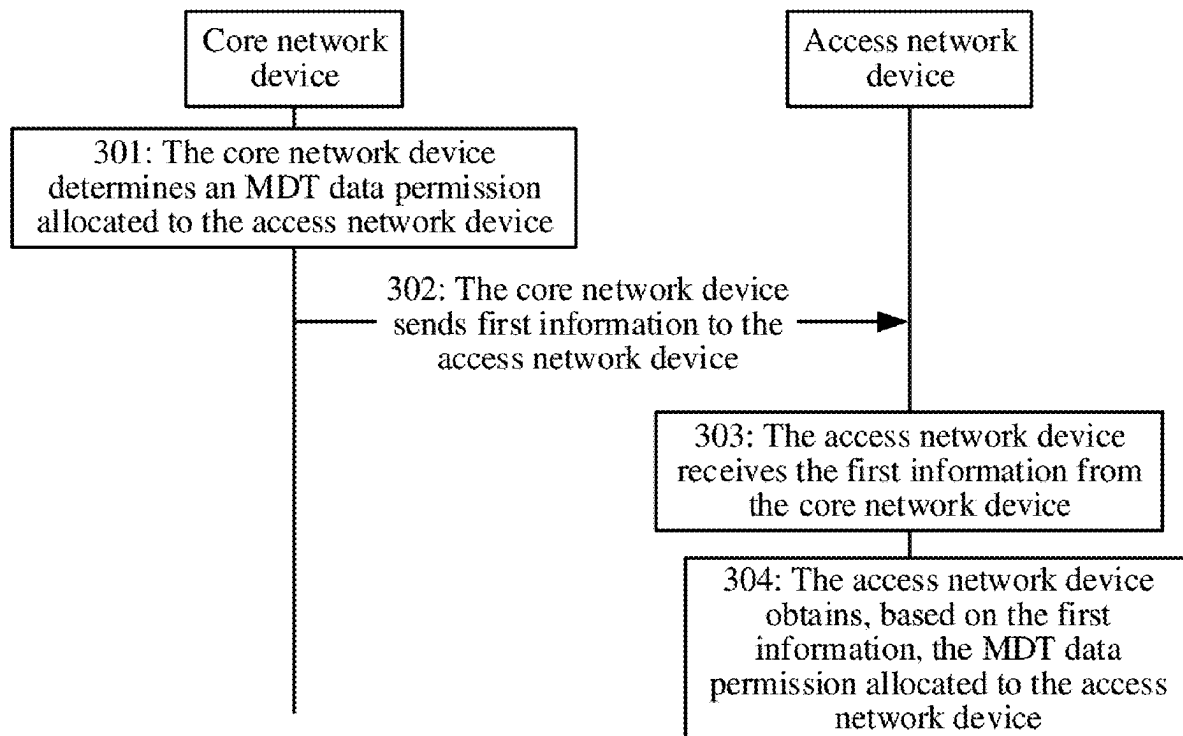 Core network
device
Access network
device
301: The core network device
determines an MDT data permission
allocated to the access network device
302: The core network device
sends first information to the
access network device
303: The access network device
receives the first information from
the core network device
304: The access network device
obtains, based on the first
information, the MDT data
permission allocated to the access
network device